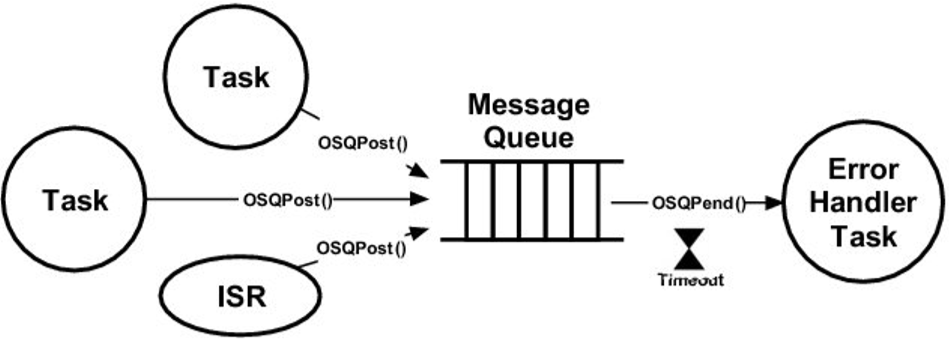 Task
OSQPost()
Message
Queue
Task
OSQPost()
OSQPost()
ISR
OSQPend()
Timeout
Error
Handler
Task